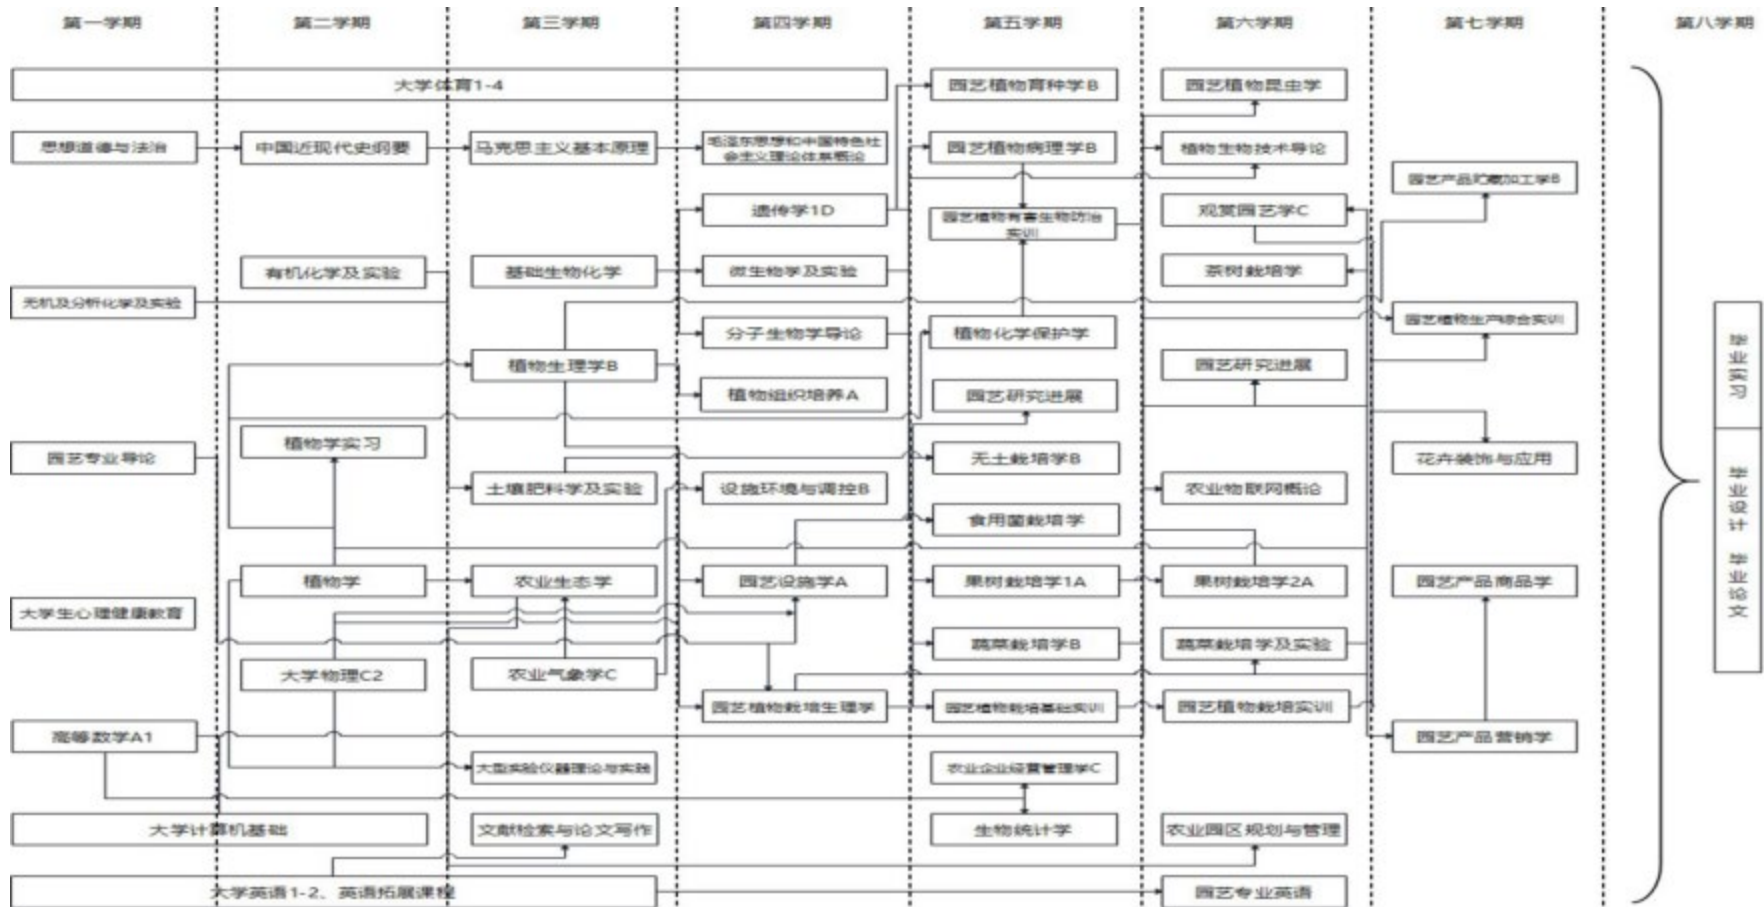 第一学期
第二学期
第三学期
第四学期
第五学期
第六学期
第七学期
第八学期
大学体育1-4
园艺植物育种学B
园艺植物昆虫学
思想道德与法治
中国近现代史纲要
马克思主义基本原理
毛泽东思想和中国特色社
会主义理论体系概论
园艺植物病理学B
植物生物技术导论
园艺产品贮藏加工学B
遗传学1D
园艺植物有害生物防治
实训
观赏园艺学C
有机化学及实验
基础生物化学
微生物学及实验
茶树栽培学
无机及分析化学及实验
分子生物学导论
植物化学保护学
园艺植物生产综合实训
植物生理学B
园艺研究进展
植物组织培养A
园艺研究进展
植物学实习
园艺专业导论
无土栽培学B
花卉装饰与应用
土壤肥料学及实验
设施环境与调控B
农业物联网概论
食用菌栽培学
植物学
农业生态学
园艺设施学A
果树栽培学1A
果树栽培学2A
园艺产品商品学
大学生心理健康教育
蔬菜栽培学B
蔬菜栽培学及实验
大学物理C2
农业气象学C
园艺植物栽培生理学
园艺植物栽培基础实训
园艺植物栽培实训
高等数学A1
园艺产品营销学
大型实验仪器理论与实践
农业企业经营管理学C
大学计算机基础
文献检索与论文写作
生物统计学
农业园区规划与管理
大学英语1-2、英语拓展课程
园艺专业英语
毕业实习
毕业设计 毕业论文